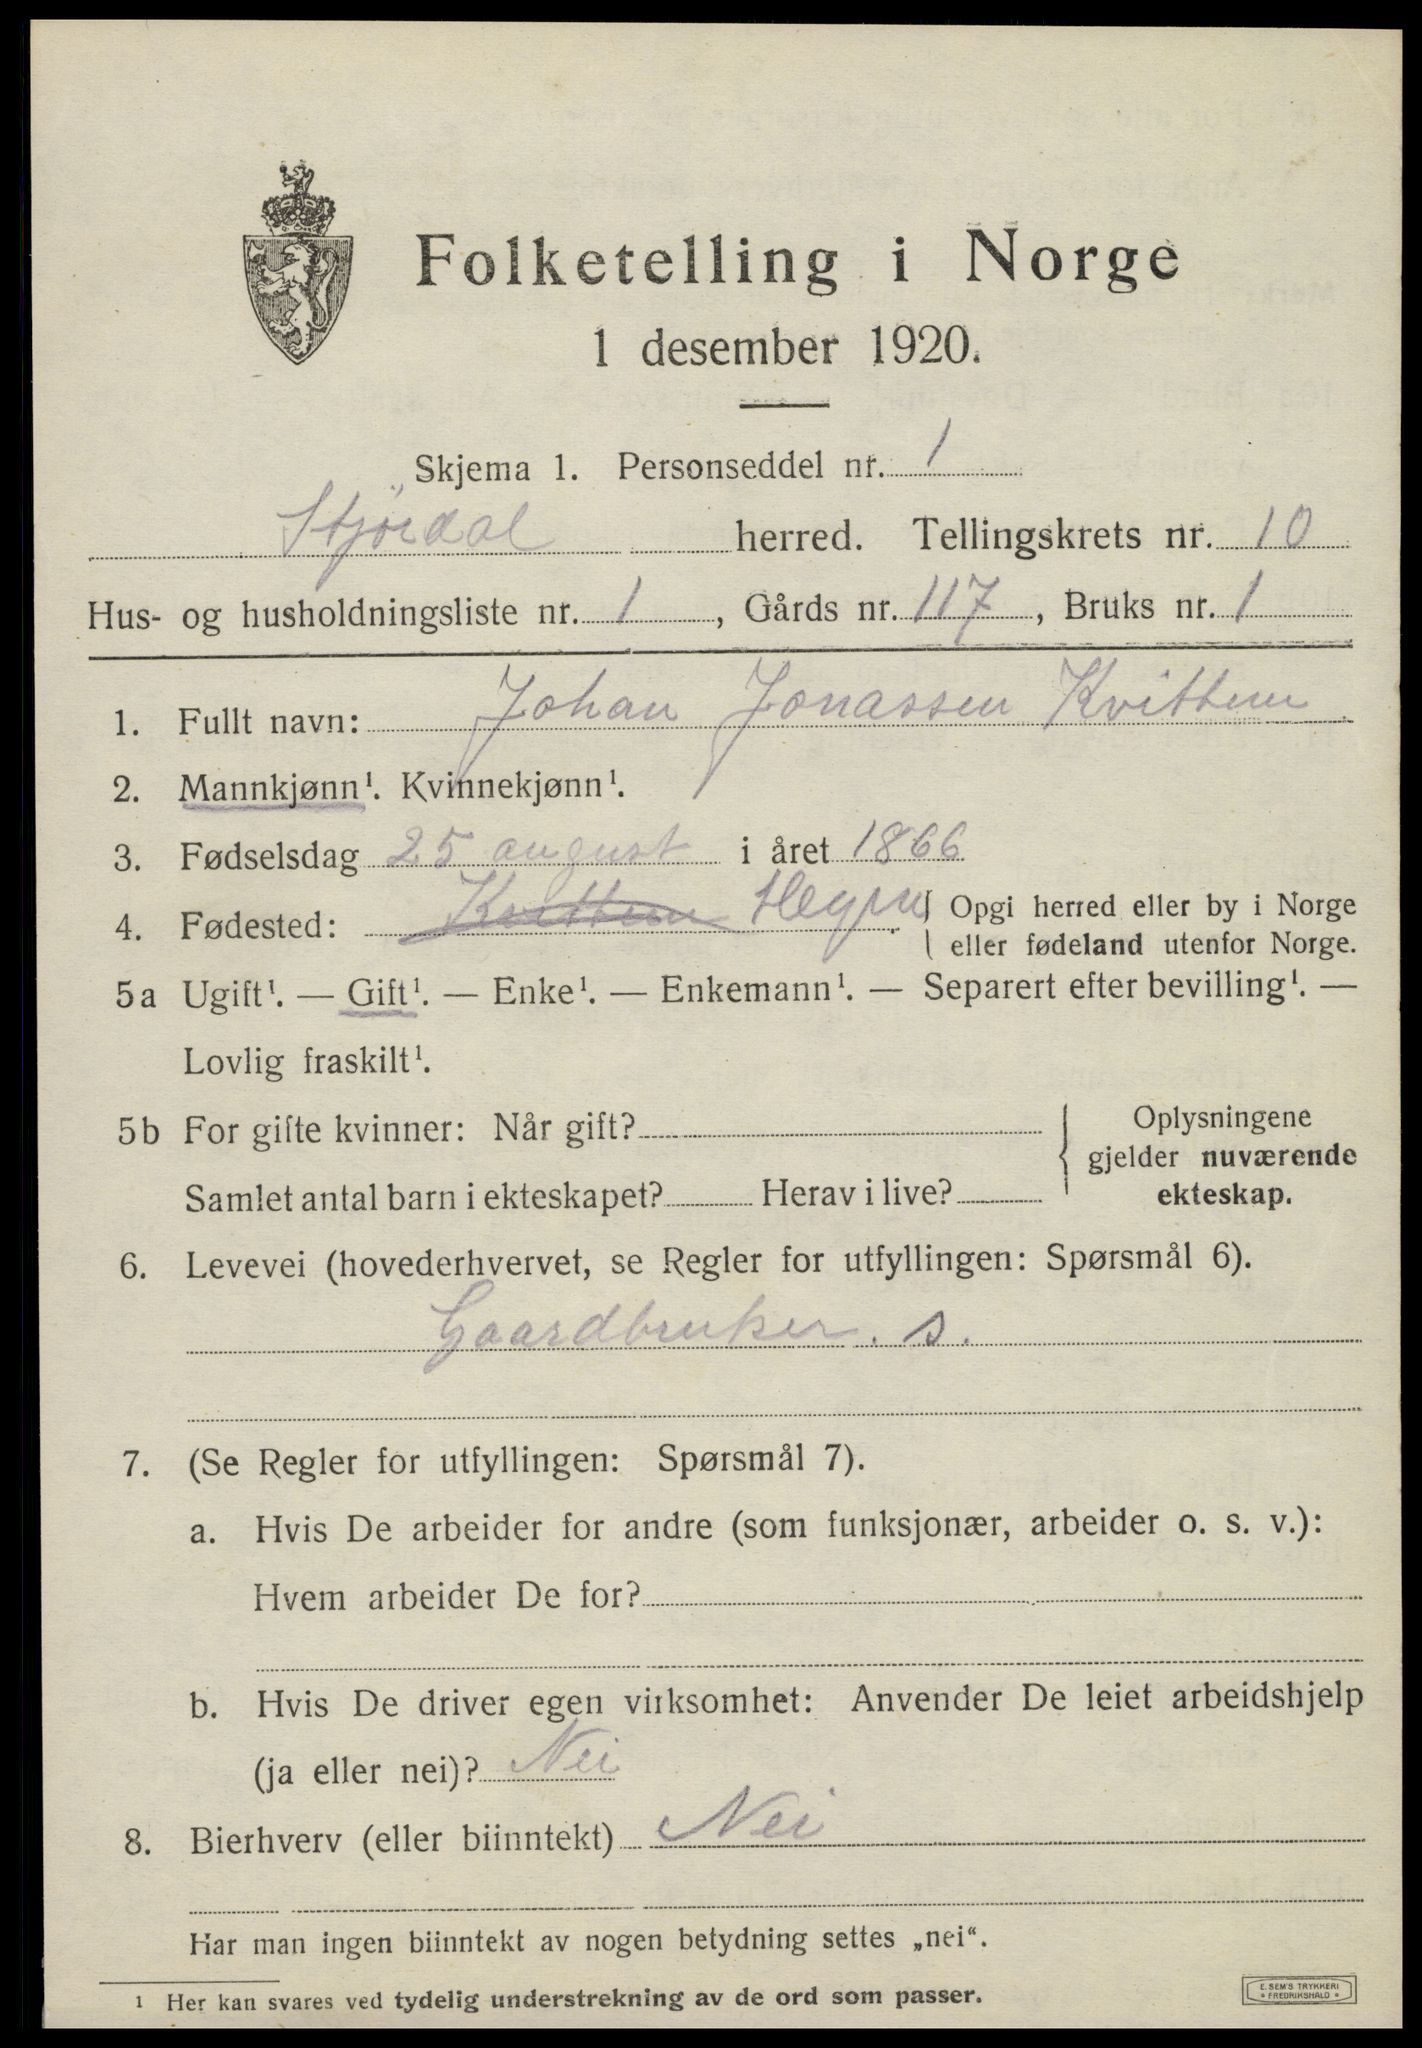 Folketelling i Norge
1 desember 1920.
Skjema 1. Personseddel nr. 1
Stjördal herred. Tellingskrets nr. 10
Hus- og husholdningsliste nr. 1, Gårds nr. 117, Bruks nr. 1
1. Fullt navn: Johan Jonassen Kvittem
2. Mannkjønn¹. Kvinnekjønn¹.
3. Fødselsdag 25 august i året 1866
4. Fødested: Kvittem Hegra { Opgi herred eller by i Norge
eller fødeland utenfor Norge.
5a Ugift¹. — Gift¹. — Enke¹. — Enkemann¹. — Separert efter bevilling¹. —
Lovlig fraskilt¹.
5b For gifte kvinner: Når gift? { Oplysningene
gjelder nuværende
Samlet antal barn i ekteskapet? Herav i live? ekteskap.
6. Levevei (hovederhvervet, se Regler for utfyllingen: Spørsmål 6).
Gaardbruker. s.
7. (Se Regler for utfyllingen: Spørsmål 7).
a. Hvis De arbeider for andre (som funksjonær, arbeider o. s. v.):
Hvem arbeider De for?
b. Hvis De driver egen virksomhet: Anvender De leiet arbeidshjelp
(ja eller nei)? Nei
8. Bierhverv (eller biinntekt) Nei
Har man ingen biinntekt av nogen betydning settes „nei“.
¹ Her kan svares ved tydelig understrekning av de ord som passer.
E. SEM'S TRYKKERI
* FREDRIKSHALD *